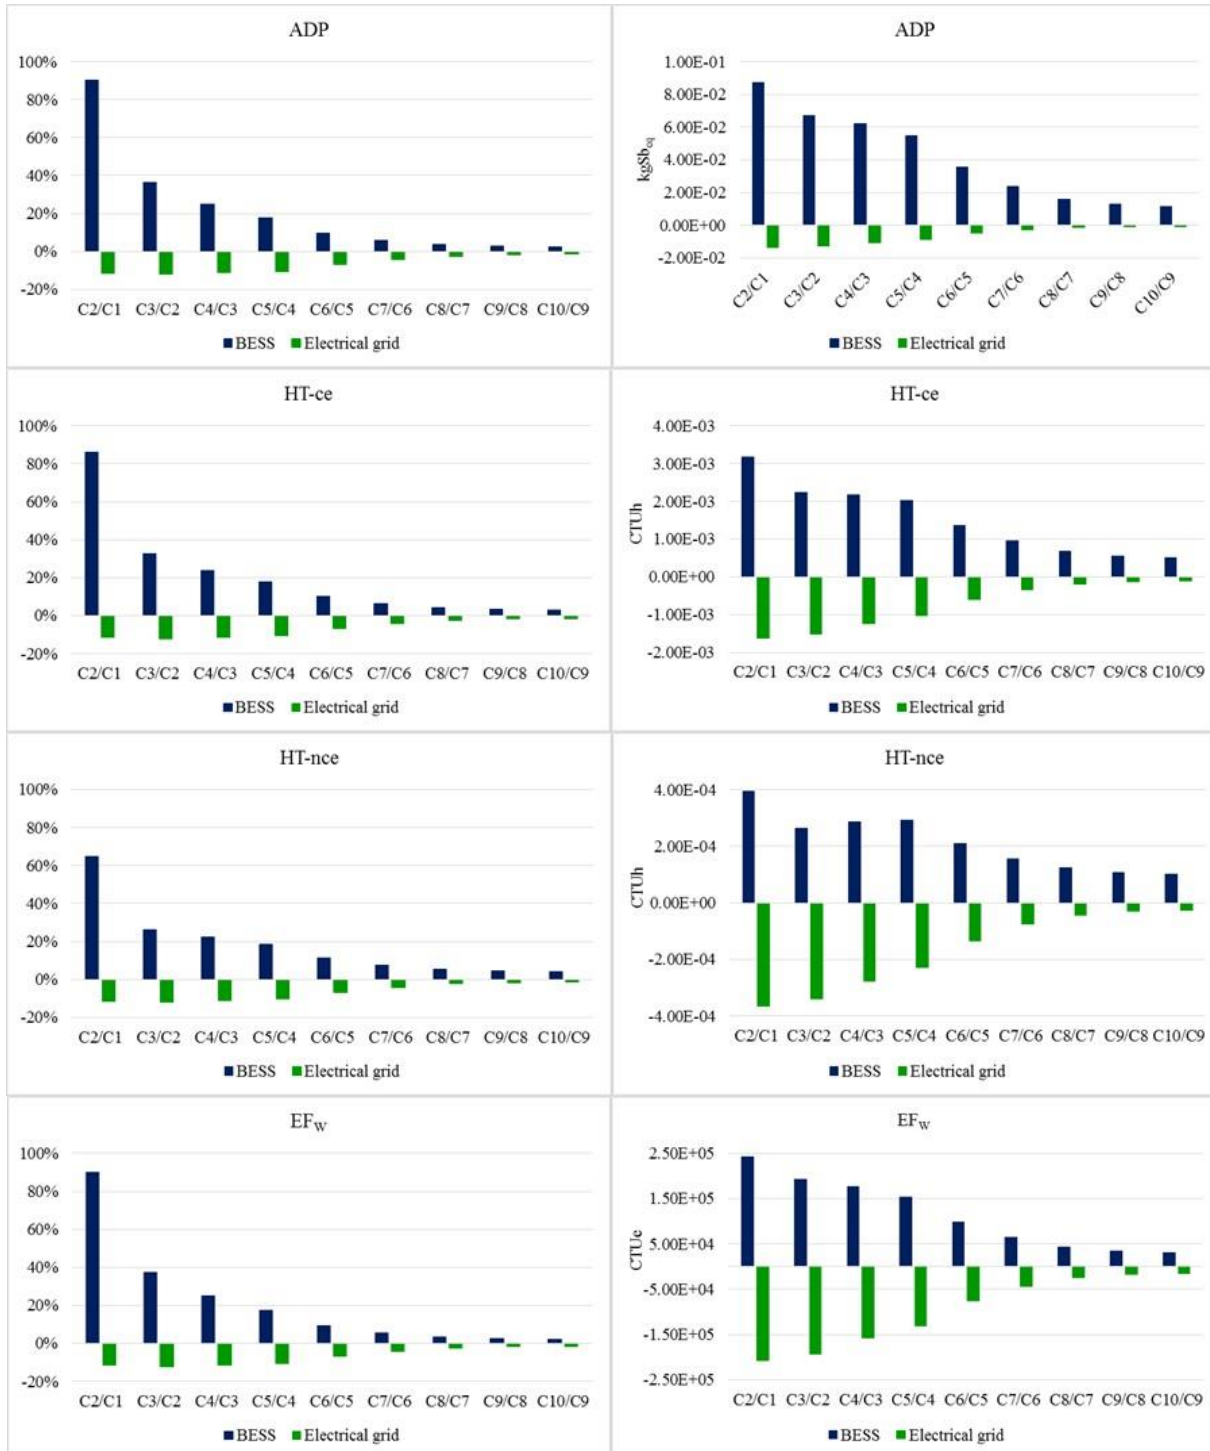 ADP
100%
80%
60%
40%
20%
0%
-20%
C2/C1 C3/C2 C4/C3 C5/C4 C6/C5 C7/C6 C8/C7 C9/C8 C10/C9
BESS Electrical grid
ADP
kgSbeq
1.00E-01
8.00E-02
6.00E-02
4.00E-02
2.00E-02
0.00E+00
-2.00E-02
C2/C1 C3/C2 C4/C3 C5/C4 C6/C5 C7/C6 C8/C7 C9/C8 C10/C9
BESS Electrical grid
HT-ce
100%
80%
60%
40%
20%
0%
-20%
C2/C1 C3/C2 C4/C3 C5/C4 C6/C5 C7/C6 C8/C7 C9/C8 C10/C9
BESS Electrical grid
HT-ce
CTUh
4.00E-03
3.00E-03
2.00E-03
1.00E-03
0.00E+00
-1.00E-03
-2.00E-03
C2/C1 C3/C2 C4/C3 C5/C4 C6/C5 C7/C6 C8/C7 C9/C8 C10/C9
BESS Electrical grid
HT-nce
100%
80%
60%
40%
20%
0%
-20%
C2/C1 C3/C2 C4/C3 C5/C4 C6/C5 C7/C6 C8/C7 C9/C8 C10/C9
BESS Electrical grid
HT-nce
CTUh
4.00E-04
2.00E-04
0.00E+00
-2.00E-04
-4.00E-04
C2/C1 C3/C2 C4/C3 C5/C4 C6/C5 C7/C6 C8/C7 C9/C8 C10/C9
BESS Electrical grid
EFW
100%
80%
60%
40%
20%
0%
-20%
C2/C1 C3/C2 C4/C3 C5/C4 C6/C5 C7/C6 C8/C7 C9/C8 C10/C9
BESS Electrical grid
EFW
CTUe
2.50E+05
1.50E+05
5.00E+04
-5.00E+04
-1.50E+05
-2.50E+05
C2/C1 C3/C2 C4/C3 C5/C4 C6/C5 C7/C6 C8/C7 C9/C8 C10/C9
BESS Electrical grid